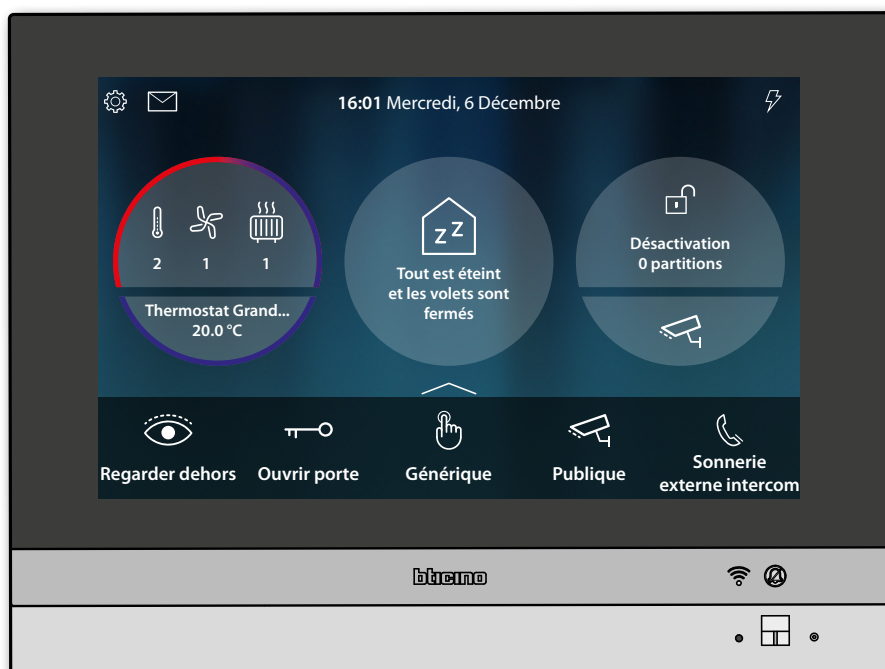 16:01 Mercredi, 6 Décembre
2 1 1
Thermostat Grand...
20.0 °C
zZ
Tout est éteint
et les volets sont
fermés
Désactivation
0 partitions
Regarder dehors
Ouvrir porte
Générique
Publique
Sonnerie
externe intercom
bticino